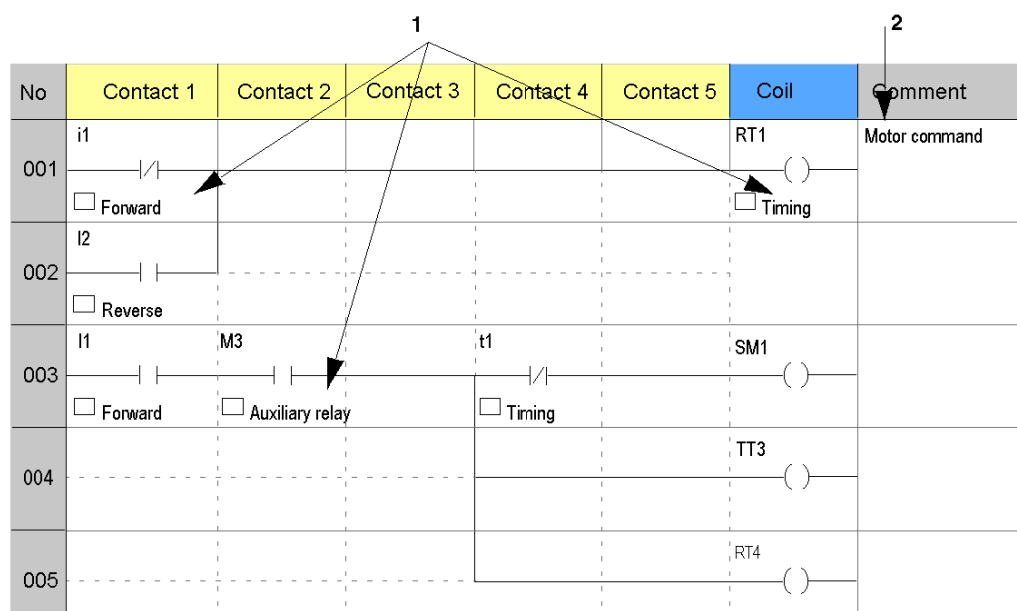 1 2
No Contact 1 Contact 2 Contact 3 Contact 4 Contact 5 Coil Comment
i1 RT1 Motor command
001
Forward Timing
I2
002
Reverse
I1 M3 t1 SM1
003
Forward Auxiliary relay Timing
TT3
004
RT4
005